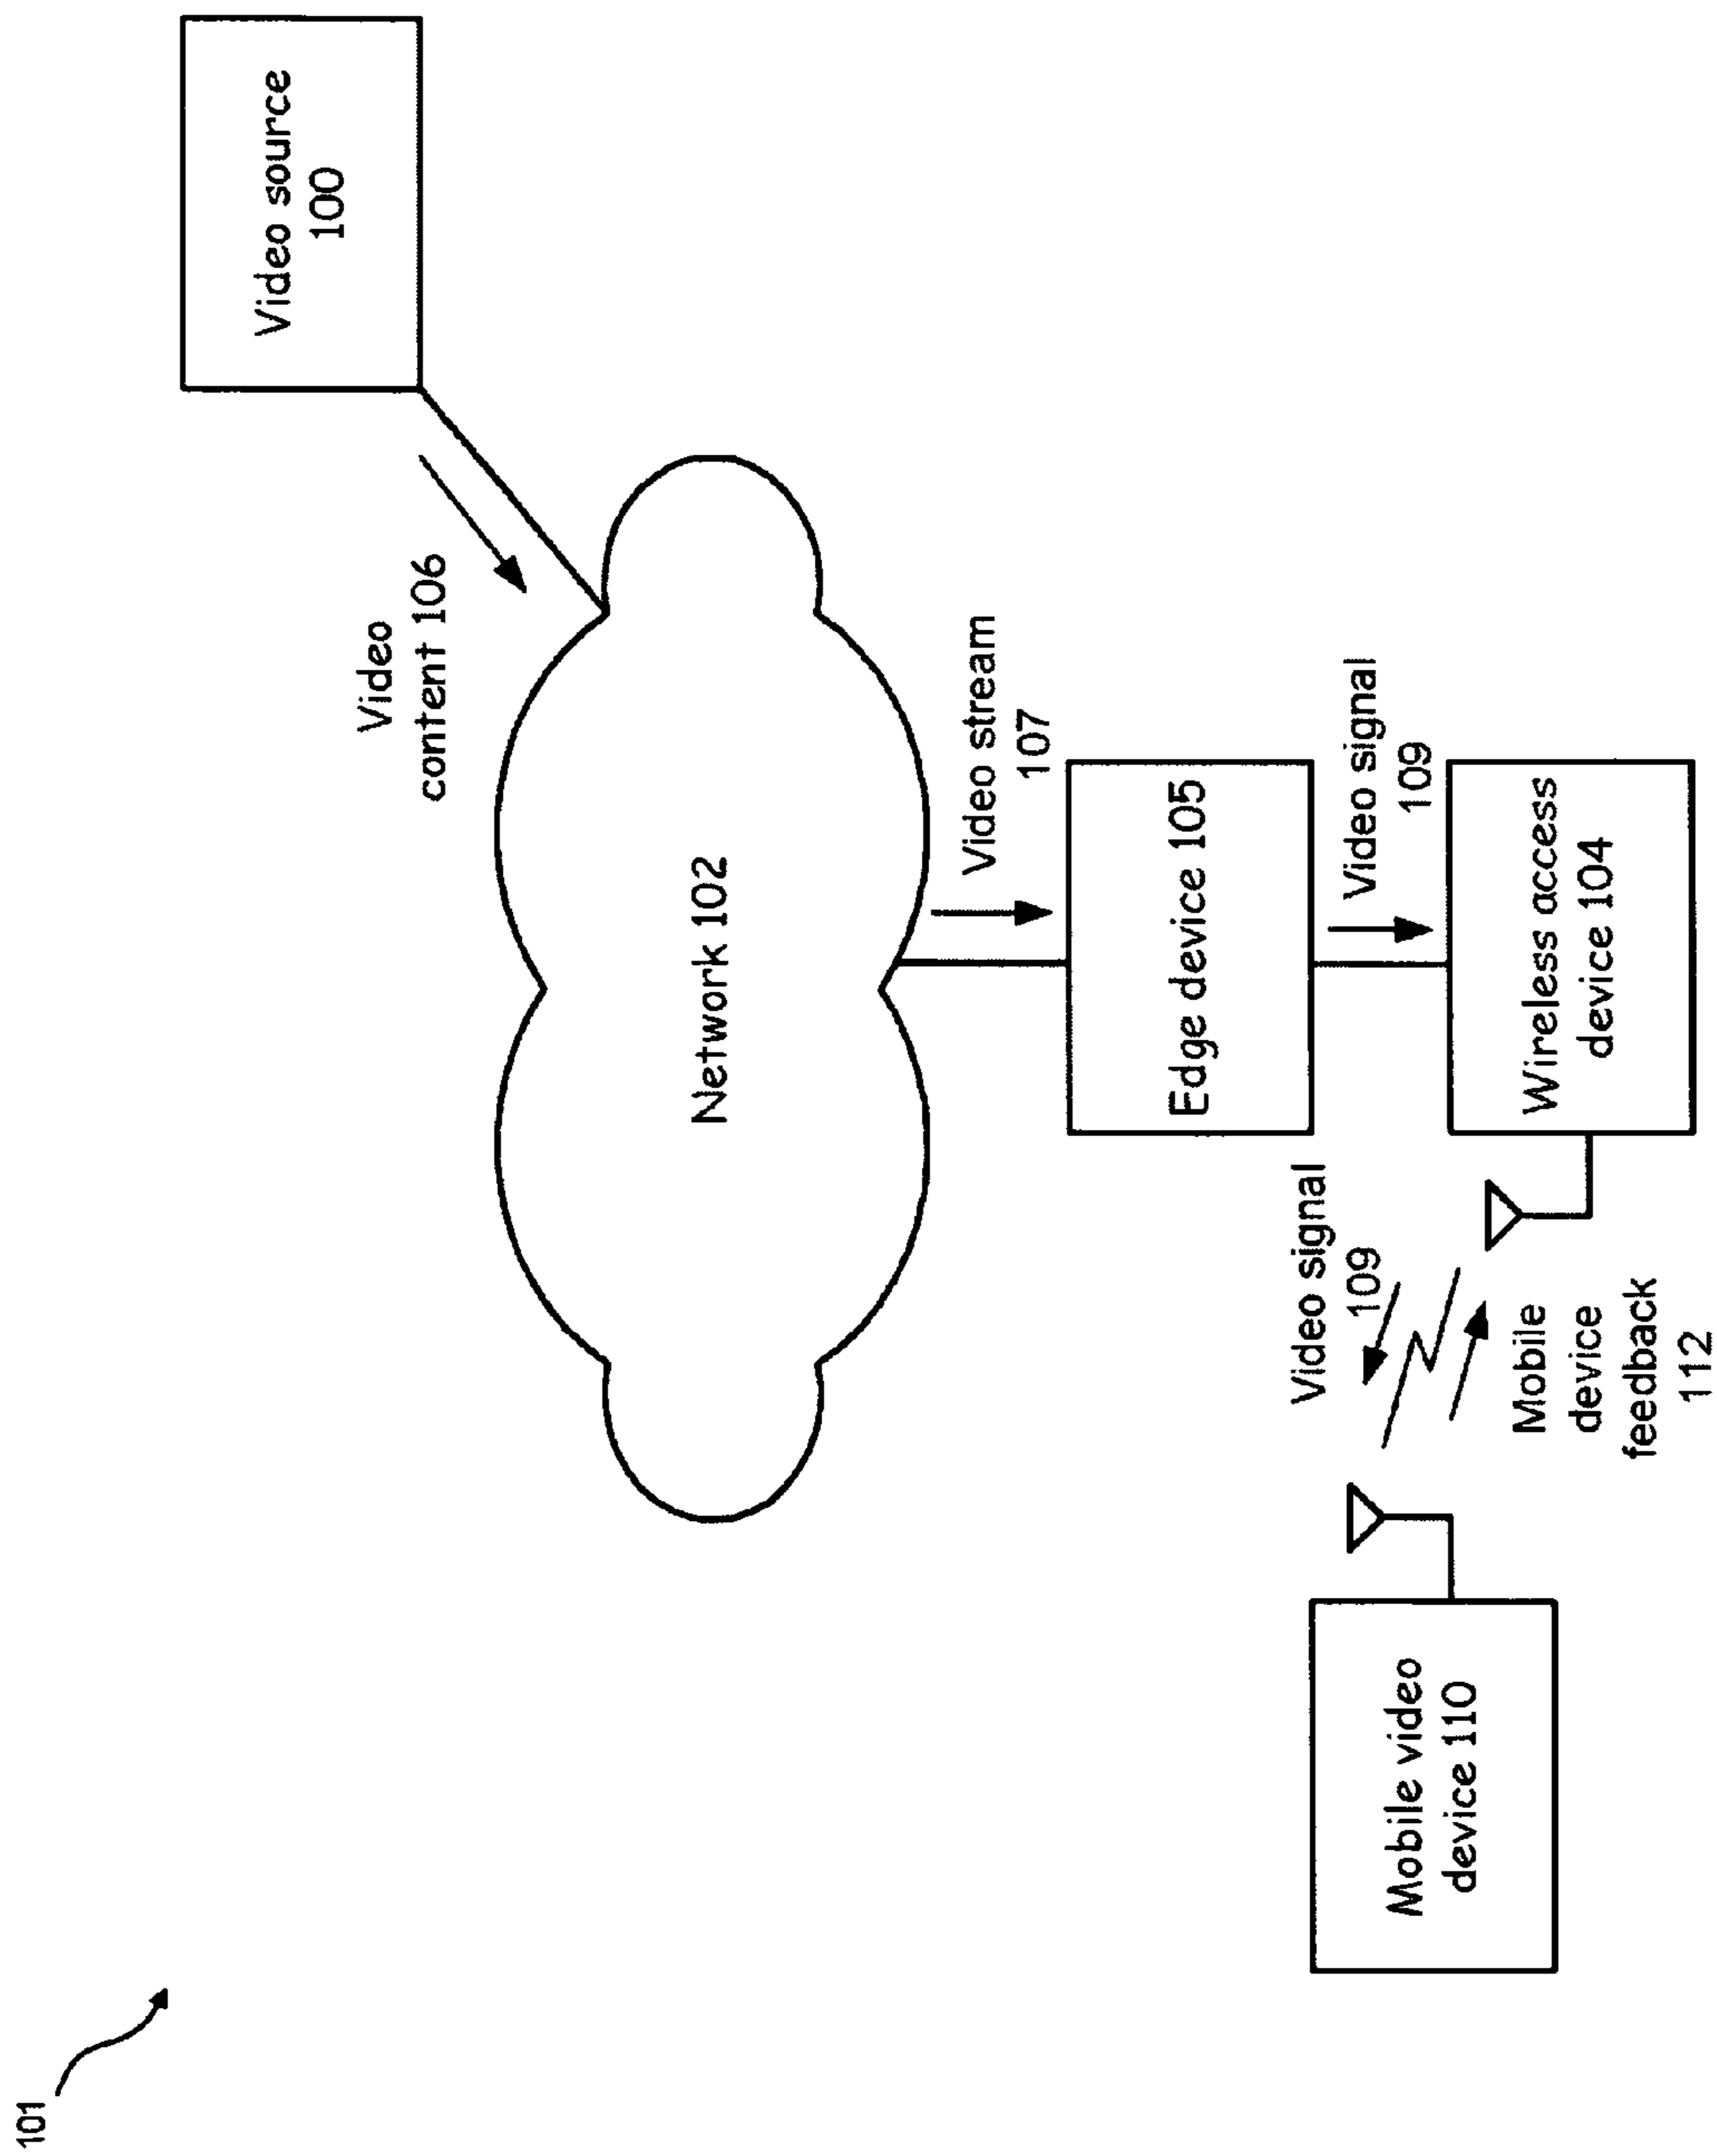 101
Video source
100
Video
content 106
Network 102
Video stream
107
Edge device 105
Video signal
109
Wireless access
device 104
Video signal
109
Mobile
device
feedback
112
Mobile video
device 110